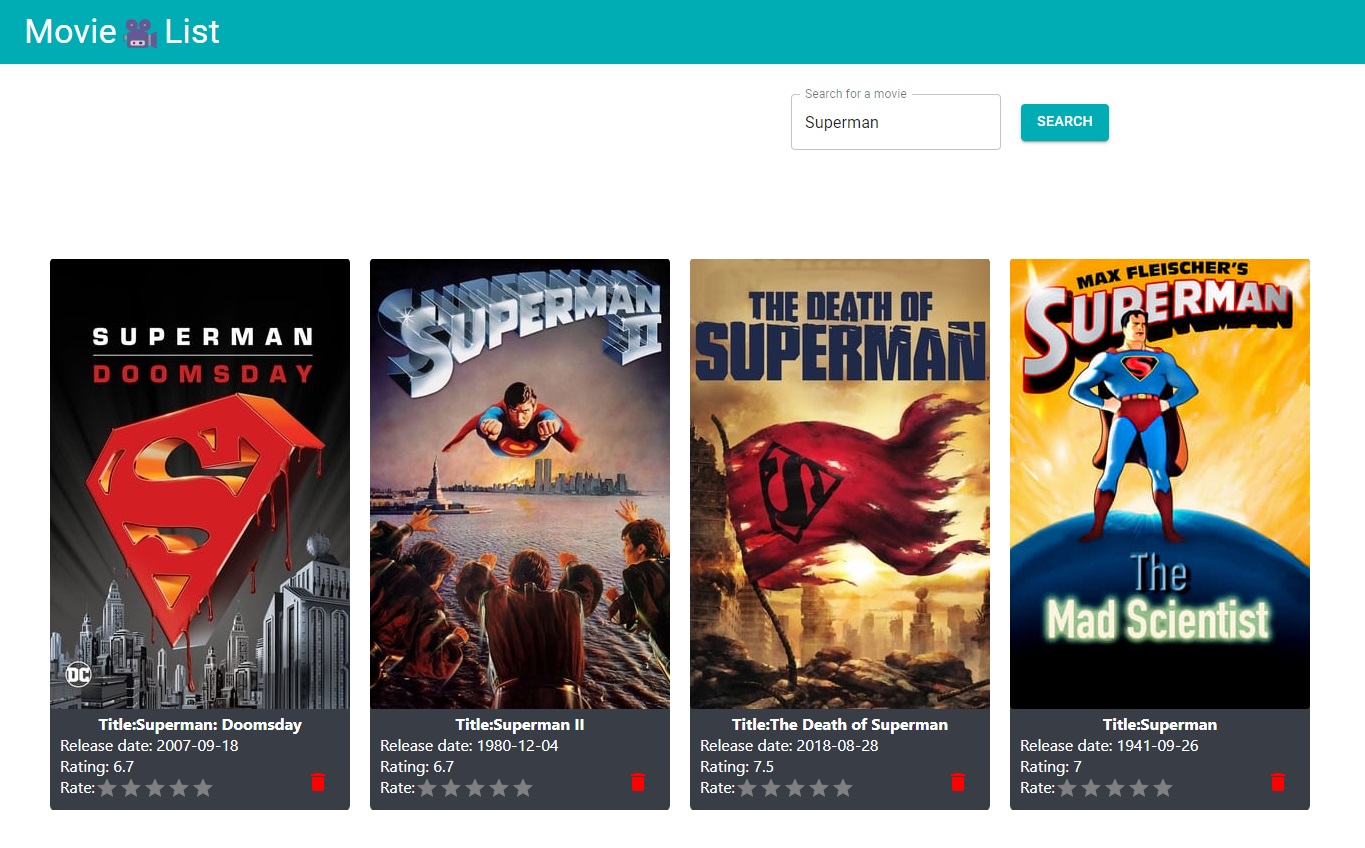 Movie🎥List
Search for a movie
Superman
SEARCH
SUPERMAN
DOOMSDAY
DC
Title:Superman: Doomsday
Release date: 2007-09-18
Rating: 6.7
Rate:
SUPERMAN
II
Title:Superman II
Release date: 1980-12-04
Rating: 6.7
Rate:
THE DEATH OF
SUPERMAN
Title:The Death of Superman
Release date: 2018-08-28
Rating: 7.5
Rate:
MAX FLEISCHER'S
SUPERMAN
The
Mad Scientist
Title:Superman
Release date: 1941-09-26
Rating: 7
Rate: